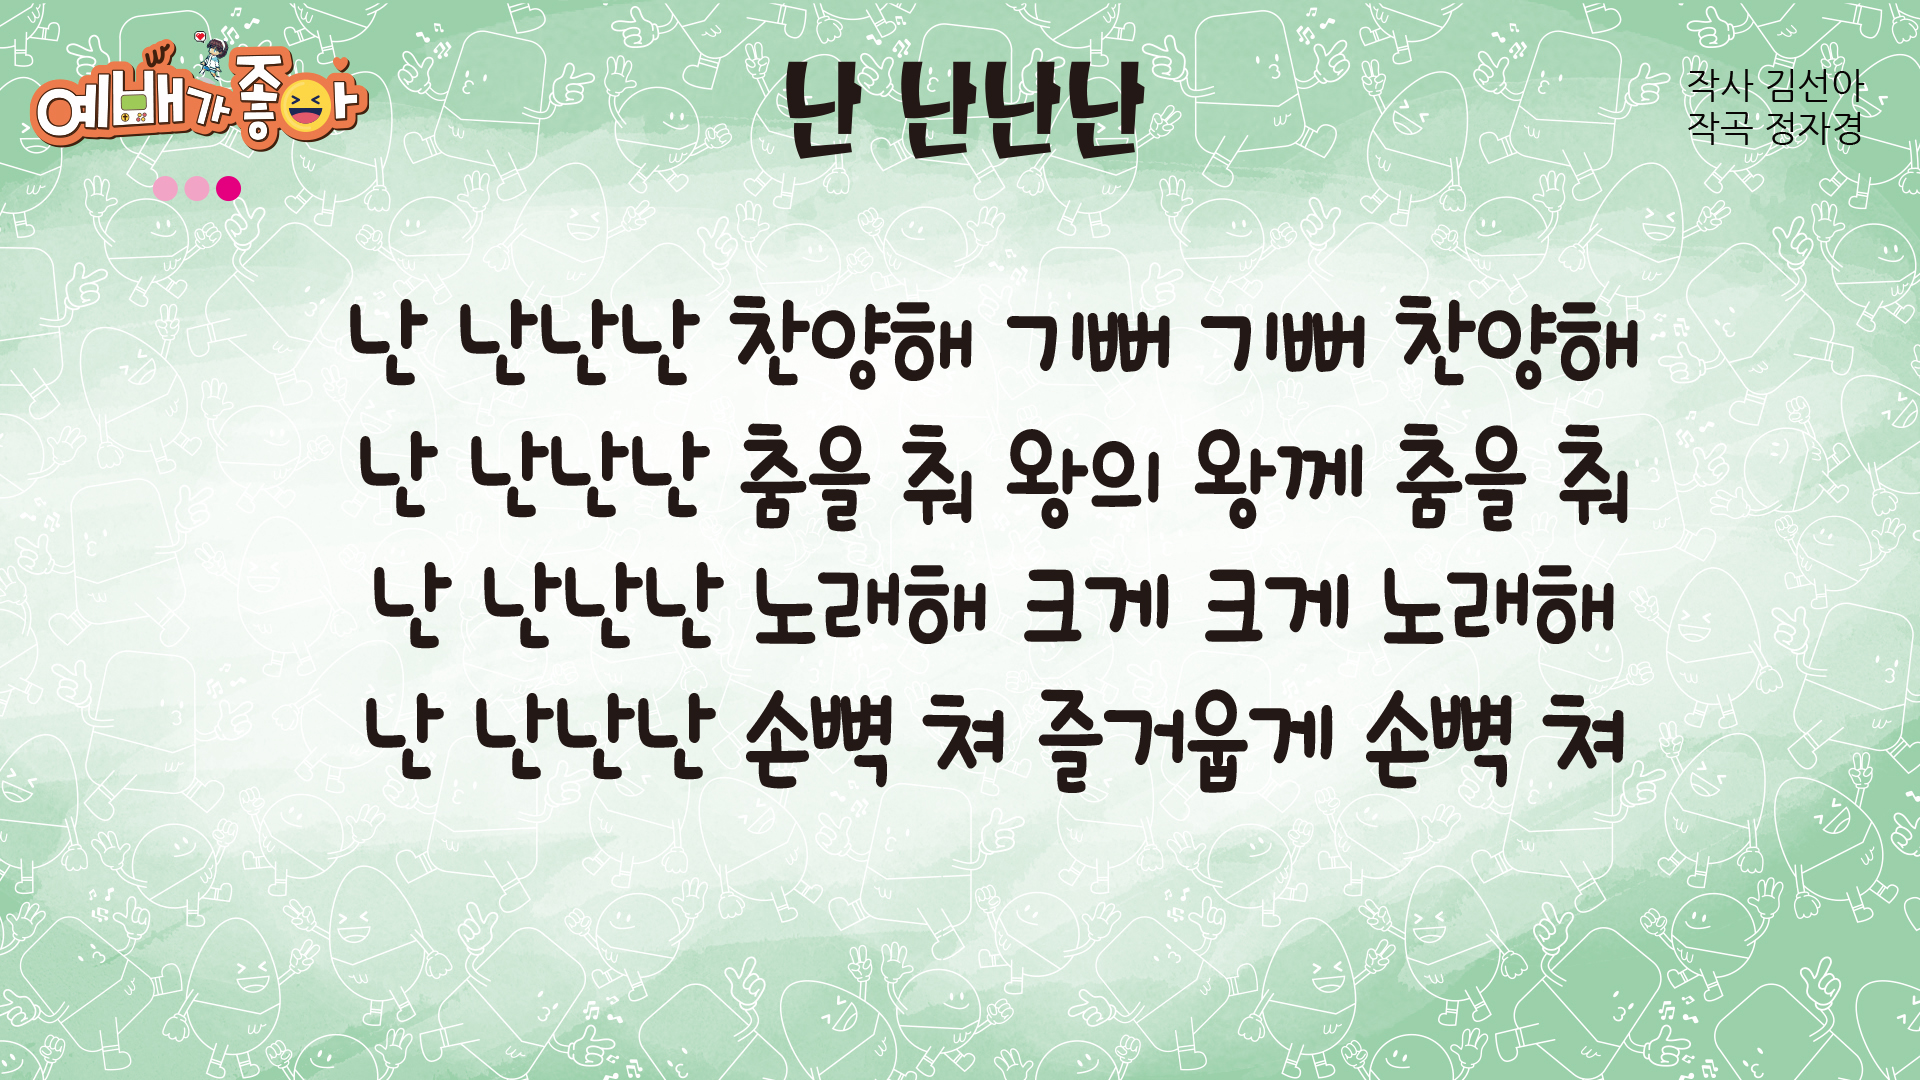 예배가 좋아
난 난난난
작사 김선아
작곡 정자경
난 난난난 찬양해 기뻐 기뻐 찬양해
난 난난난 춤을 춰 왕의 왕께 춤을 춰
난 난난난 노래해 크게 크게 노래해
난 난난난 손뼉 쳐 즐거웁게 손뼉 쳐